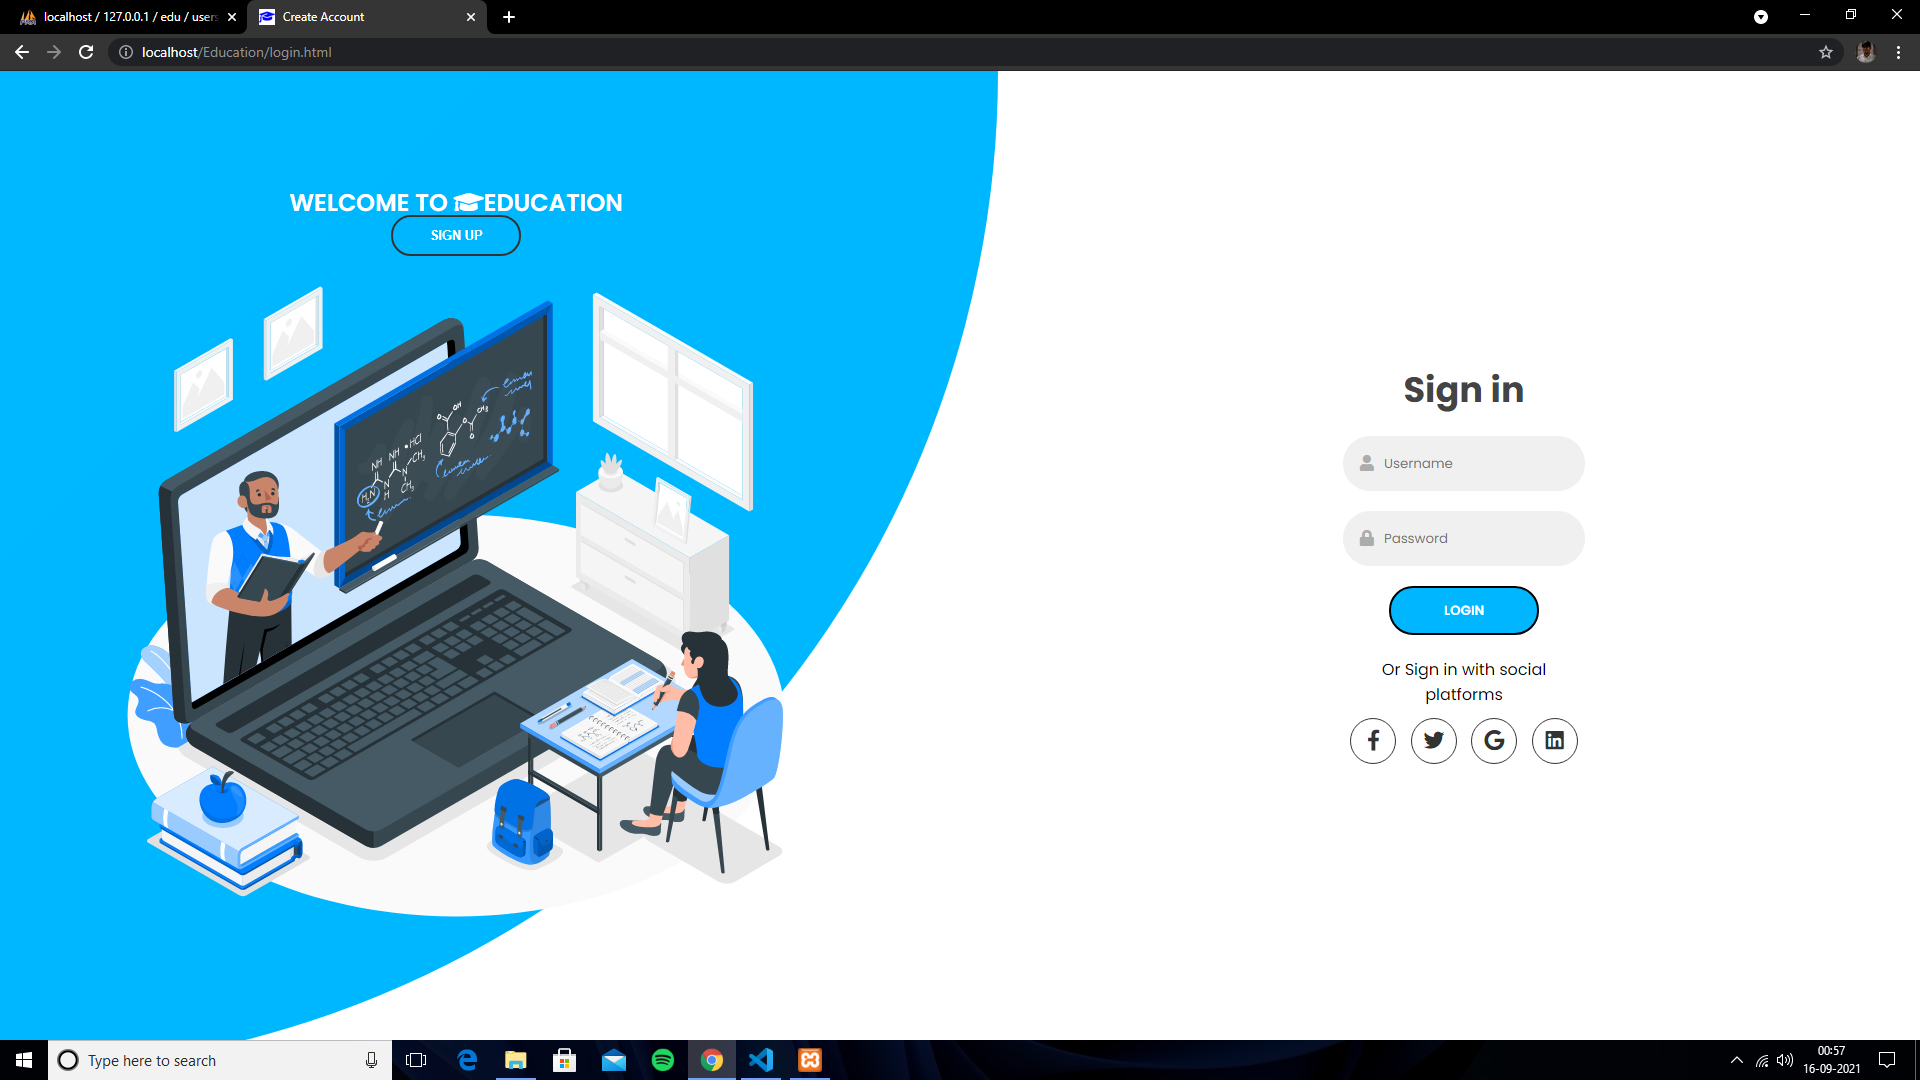 localhost / 127.0.0.1 / edu / users
Create Account
localhost/Education/login.html
WELCOME TO EDUCATION
SIGN UP
Sign in
Username
Password
LOGIN
Or Sign in with social
platforms
Type here to search
00:57
16-09-2021